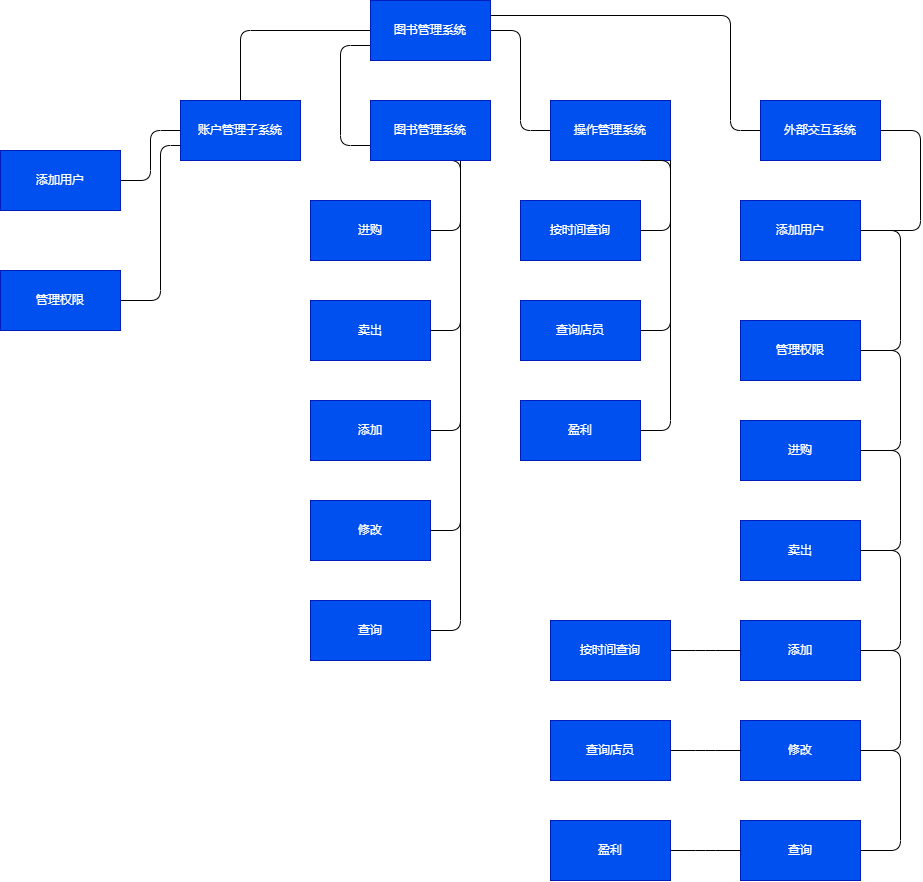 图书管理系统
账户管理子系统
图书管理系统
操作管理系统
外部交互系统
添加用户
管理权限
进购
卖出
添加
修改
查询
按时间查询
查询店员
盈利
添加用户
管理权限
进购
卖出
添加
修改
查询
按时间查询
查询店员
盈利